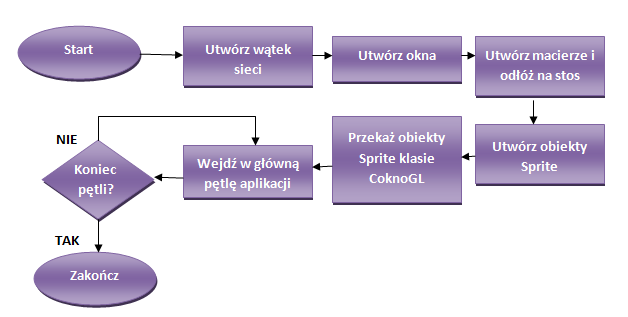 Start
Utwórz wątek
sieci
Utwórz okna
Utwórz macierze i
odłóż na stos
Utwórz obiekty
Sprite
Przekaż obiekty
Sprite klasie
CoknoGL
Wejdź w główną
pętlę aplikacji
NIE
Koniec
pętli?
TAK
Zakończ